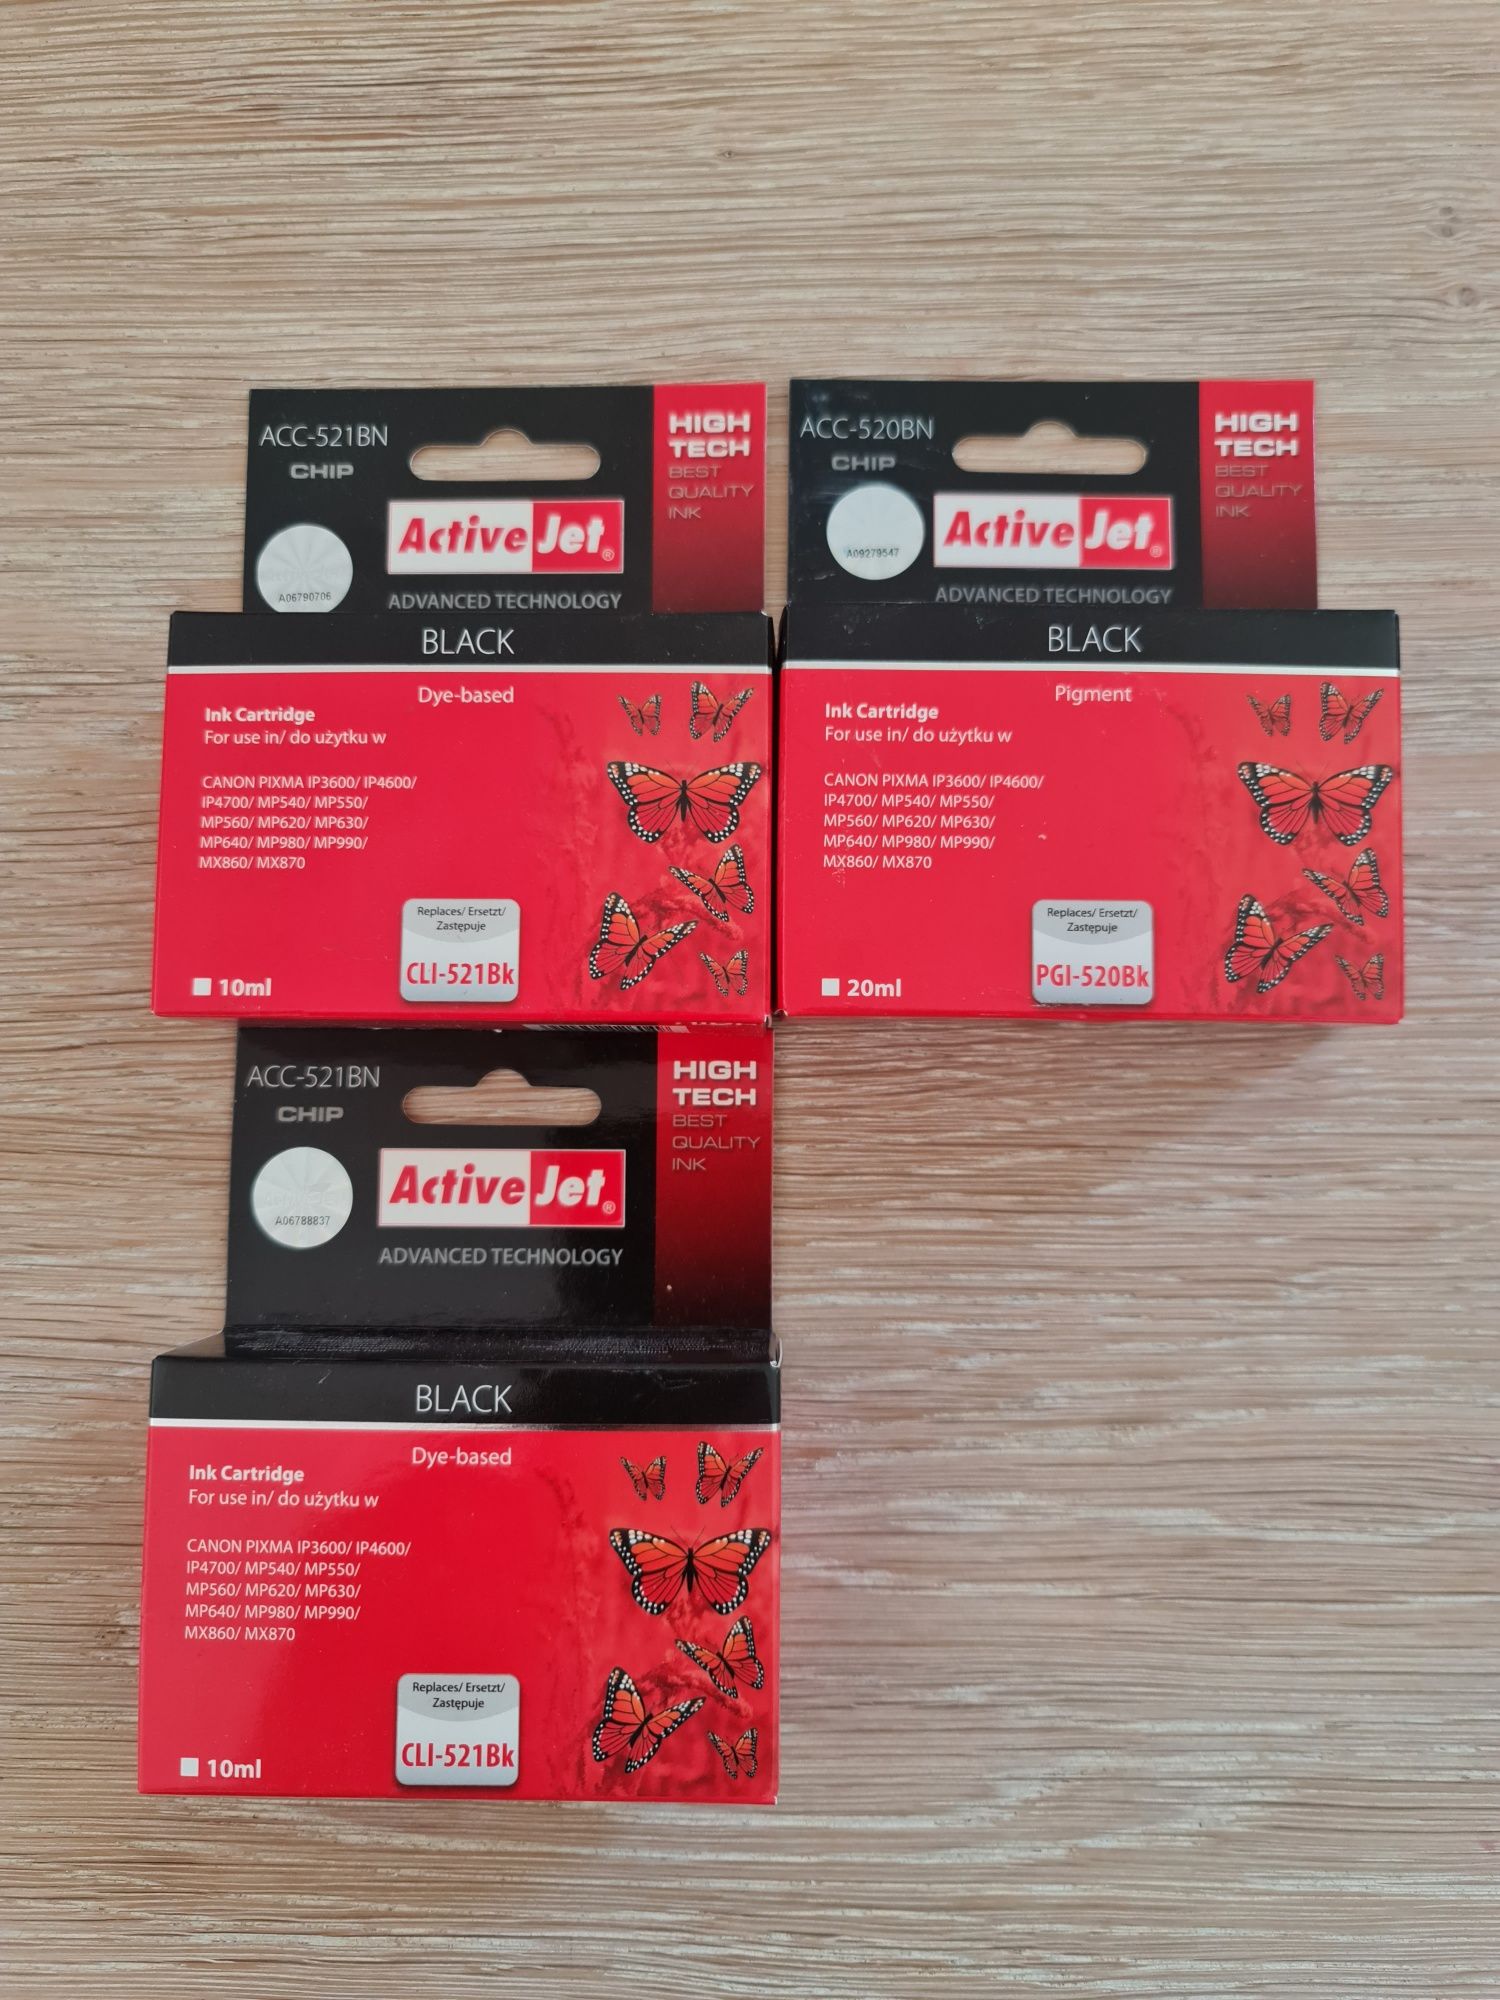 ACC-521BN
CHIP
A06790706
ActiveJet®
ADVANCED TECHNOLOGY
HIGH
TECH
BEST
QUALITY
INK
BLACK
Dye-based
Ink Cartridge
For use in/ do użytku w
CANON PIXMA IP3600/ IP4600/
IP4700/ MP540/ MP550/
MP560/ MP620/ MP630/
MP640/ MP980/ MP990/
MX860/ MX870
Replaces/ Ersetzt/
Zastępuje
CLI-521Bk
10ml
ACC-520BN
CHIP
A09279547
ActiveJet®
ADVANCED TECHNOLOGY
HIGH
TECH
BEST
QUALITY
INK
BLACK
Pigment
Ink Cartridge
For use in/ do użytku w
CANON PIXMA IP3600/ IP4600/
IP4700/ MP540/ MP550/
MP560/ MP620/ MP630/
MP640/ MP980/ MP990/
MX860/ MX870
Replaces/ Ersetzt/
Zastępuje
PGI-520Bk
20ml
ACC-521BN
CHIP
A06788837
ActiveJet®
ADVANCED TECHNOLOGY
HIGH
TECH
BEST
QUALITY
INK
BLACK
Dye-based
Ink Cartridge
For use in/ do użytku w
CANON PIXMA IP3600/ IP4600/
IP4700/ MP540/ MP550/
MP560/ MP620/ MP630/
MP640/ MP980/ MP990/
MX860/ MX870
Replaces/ Ersetzt/
Zastępuje
CLI-521Bk
10ml